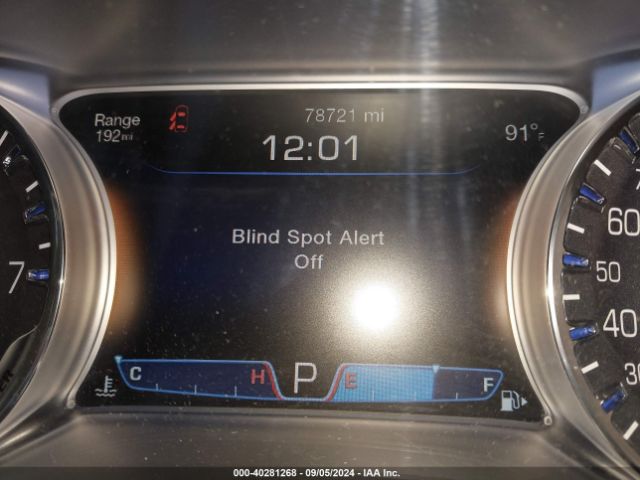 Range
192mi
78721 mi
12:01
91°F
Blind Spot Alert
Off
C
H
P
E
F
7
60
50
40
30
000-40281268 - 09/05/2024 - IAA Inc.